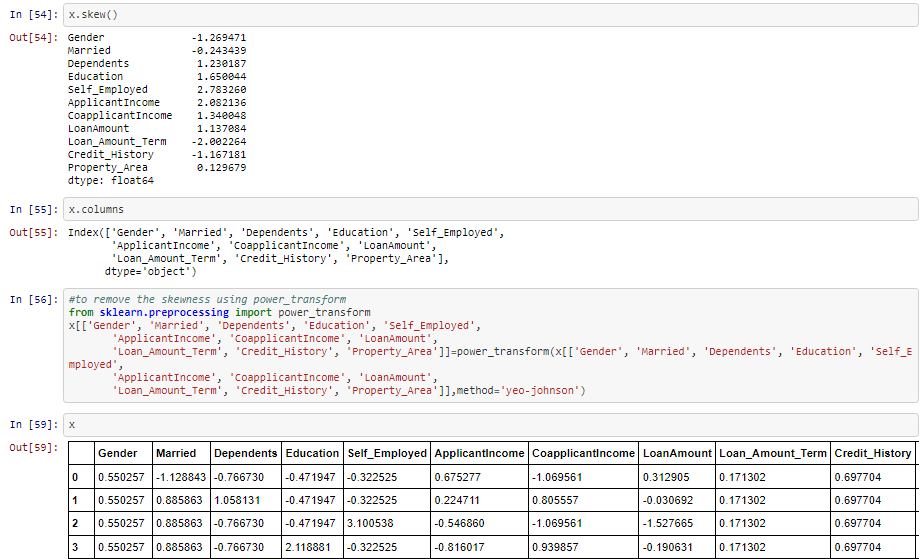 In [54]: x.skew()
Out[54]: Gender -1.269471
Married -0.243439
Dependents 1.230187
Education 1.650044
Self_Employed 2.783260
ApplicantIncome 2.082136
CoapplicantIncome 1.340048
LoanAmount 1.137084
Loan_Amount_Term -2.002264
Credit_History -1.167181
Property_Area 0.129679
dtype: float64
In [55]: x.columns
Out[55]: Index(['Gender', 'Married', 'Dependents', 'Education', 'Self_Employed',
'ApplicantIncome', 'CoapplicantIncome', 'LoanAmount',
'Loan_Amount_Term', 'Credit_History', 'Property_Area'],
dtype='object')
In [56]: #to remove the skewness using power_transform
from sklearn.preprocessing import power_transform
x[['Gender', 'Married', 'Dependents', 'Education', 'Self_Employed',
'ApplicantIncome', 'CoapplicantIncome', 'LoanAmount',
'Loan_Amount_Term', 'Credit_History', 'Property_Area']]=power_transform(x[['Gender', 'Married', 'Dependents', 'Education', 'Self_E
mployed',
'ApplicantIncome', 'CoapplicantIncome', 'LoanAmount',
'Loan_Amount_Term', 'Credit_History', 'Property_Area']],method='yeo-johnson')
In [59]: x
Out[59]: Gender Married Dependents Education Self_Employed ApplicantIncome CoapplicantIncome LoanAmount Loan_Amount_Term Credit_History
0 0.550257 -1.128843 -0.766730 -0.471947 -0.322525 0.675277 -1.069561 0.312905 0.171302 0.697704
1 0.550257 0.885863 1.058131 -0.471947 -0.322525 0.224711 0.805557 -0.030692 0.171302 0.697704
2 0.550257 0.885863 -0.766730 -0.471947 3.100538 -0.546860 -1.069561 -1.527665 0.171302 0.697704
3 0.550257 0.885863 -0.766730 2.118881 -0.322525 -0.816017 0.939857 -0.190631 0.171302 0.697704